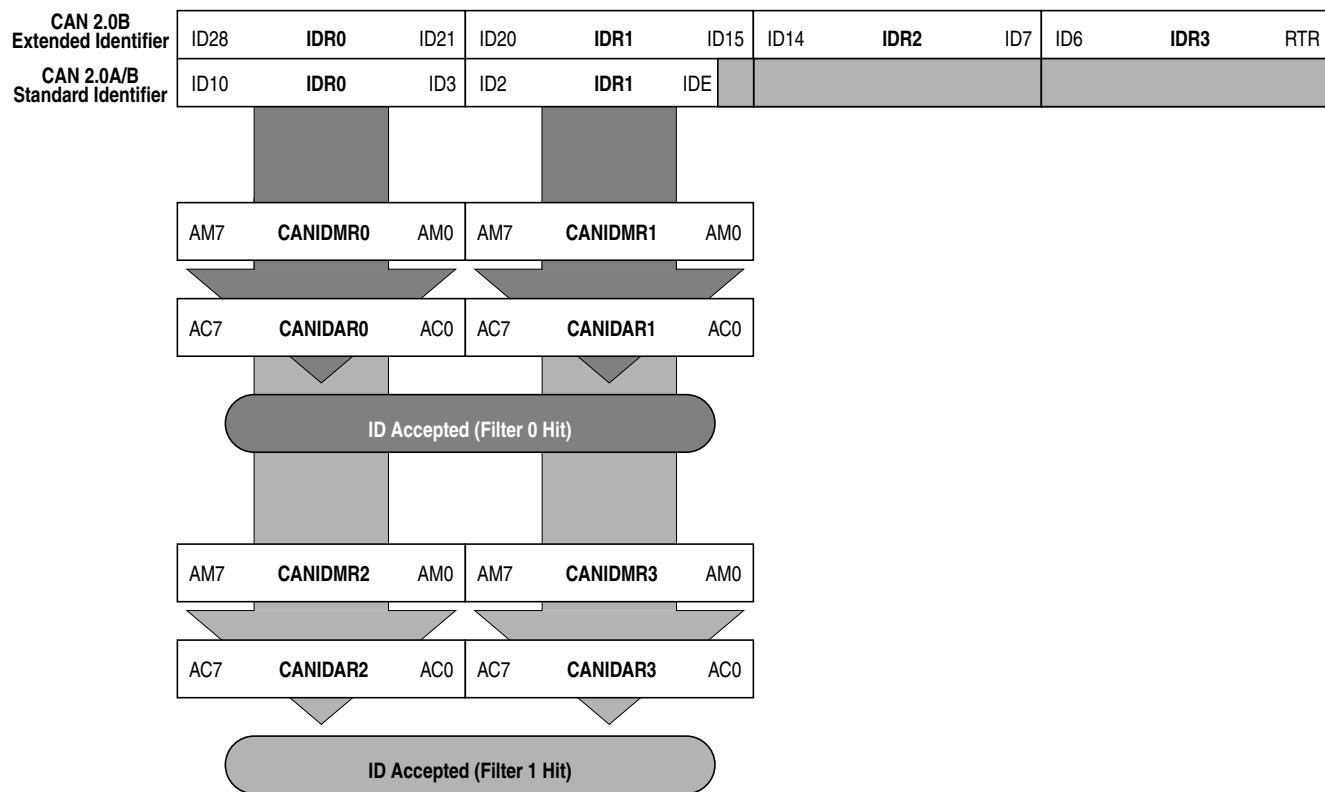 CAN 2.0B
Extended Identifier
ID28 IDR0 ID21 ID20 IDR1 ID15 ID14 IDR2 ID7 ID6 IDR3 RTR
CAN 2.0A/B
Standard Identifier
ID10 IDR0 ID3 ID2 IDR1 IDE
AM7 CANIDMR0 AM0 AM7 CANIDMR1 AM0
AC7 CANIDAR0 AC0 AC7 CANIDAR1 AC0
ID Accepted (Filter 0 Hit)
AM7 CANIDMR2 AM0 AM7 CANIDMR3 AM0
AC7 CANIDAR2 AC0 AC7 CANIDAR3 AC0
ID Accepted (Filter 1 Hit)